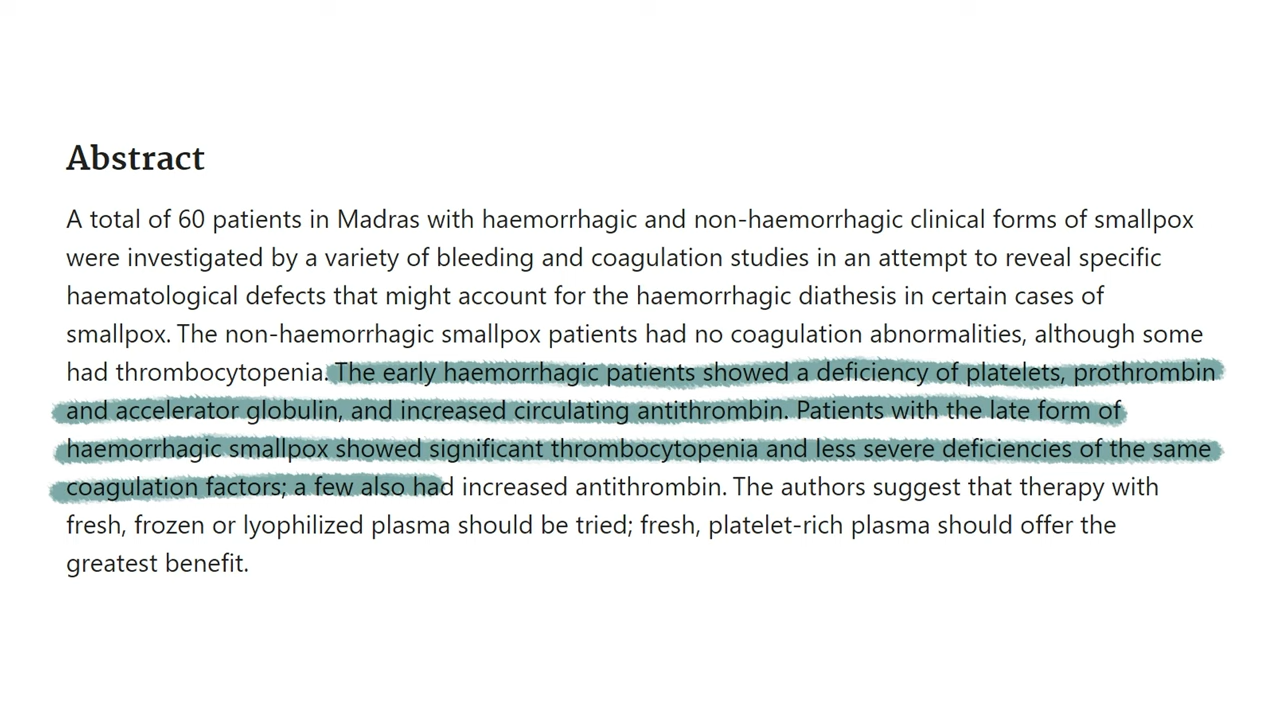 Abstract
A total of 60 patients in Madras with haemorrhagic and non-haemorrhagic clinical forms of smallpox
were investigated by a variety of bleeding and coagulation studies in an attempt to reveal specific
haematological defects that might account for the haemorrhagic diathesis in certain cases of
smallpox. The non-haemorrhagic smallpox patients had no coagulation abnormalities, although some
had thrombocytopenia. The early haemorrhagic patients showed a deficiency of platelets, prothrombin
and accelerator globulin, and increased circulating antithrombin. Patients with the late form of
haemorrhagic smallpox showed significant thrombocytopenia and less severe deficiencies of the same
coagulation factors; a few also had increased antithrombin. The authors suggest that therapy with
fresh, frozen or lyophilized plasma should be tried; fresh, platelet-rich plasma should offer the
greatest benefit.